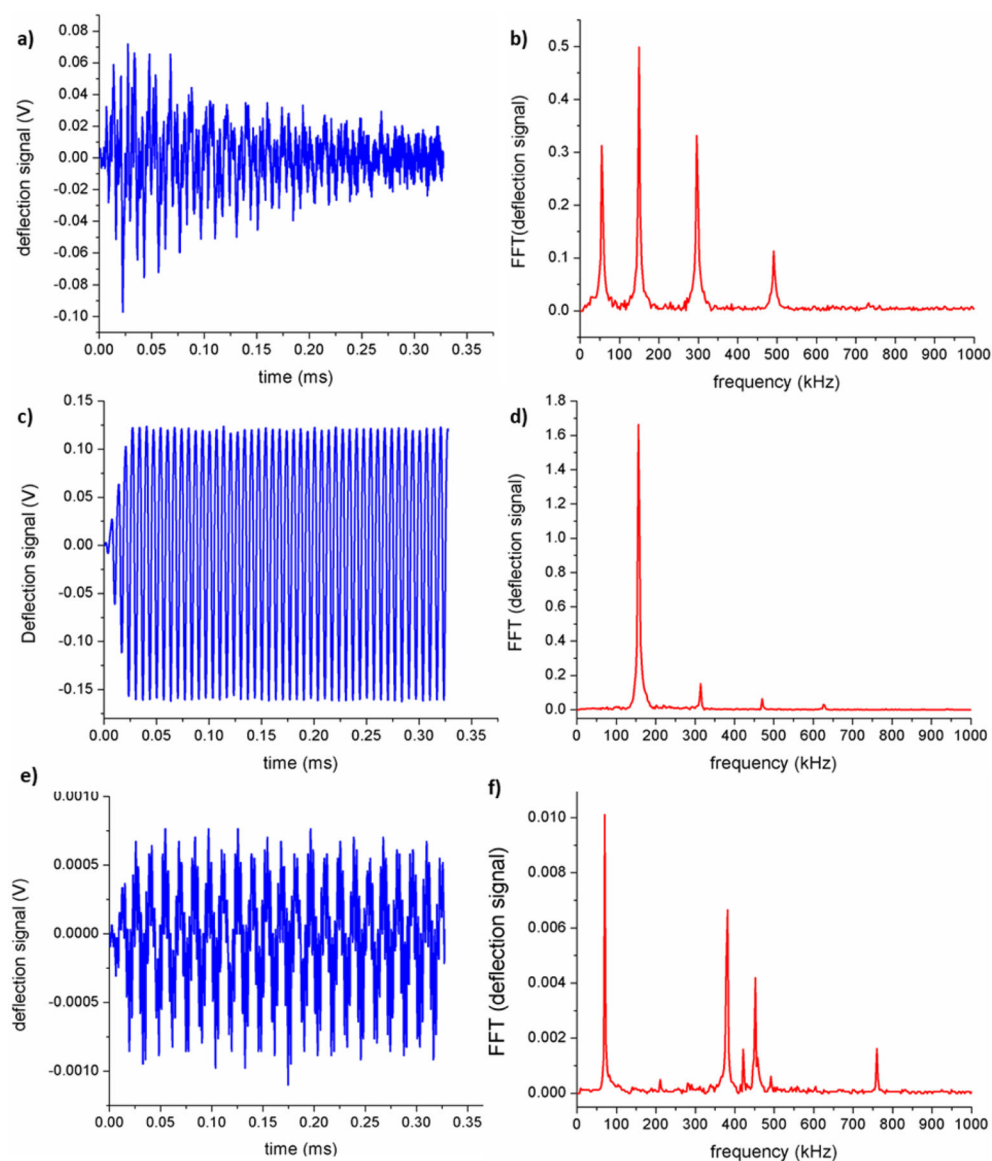 a)
deflection signal (V)
0.08
0.06
0.04
0.02
0.00
-0.02
-0.04
-0.06
-0.08
-0.10
0.00 0.05 0.10 0.15 0.20 0.25 0.30 0.35
time (ms)
b)
FFT(deflection signal)
0.5
0.4
0.3
0.2
0.1
0.0
0 100 200 300 400 500 600 700 800 900 1000
frequency (kHz)
c)
Deflection signal (V)
0.15
0.10
0.05
0.00
-0.05
-0.10
-0.15
0.00 0.05 0.10 0.15 0.20 0.25 0.30 0.35
time (ms)
d)
FFT (deflection signal)
1.8
1.6
1.4
1.2
1.0
0.8
0.6
0.4
0.2
0.0
0 100 200 300 400 500 600 700 800 900 1000
frequency (kHz)
e)
deflection signal (V)
0.0010
0.0005
0.0000
-0.0005
-0.0010
0.00 0.05 0.10 0.15 0.20 0.25 0.30 0.35
time (ms)
f)
FFT (deflection signal)
0.010
0.008
0.006
0.004
0.002
0.000
0 100 200 300 400 500 600 700 800 900 1000
frequency (kHz)